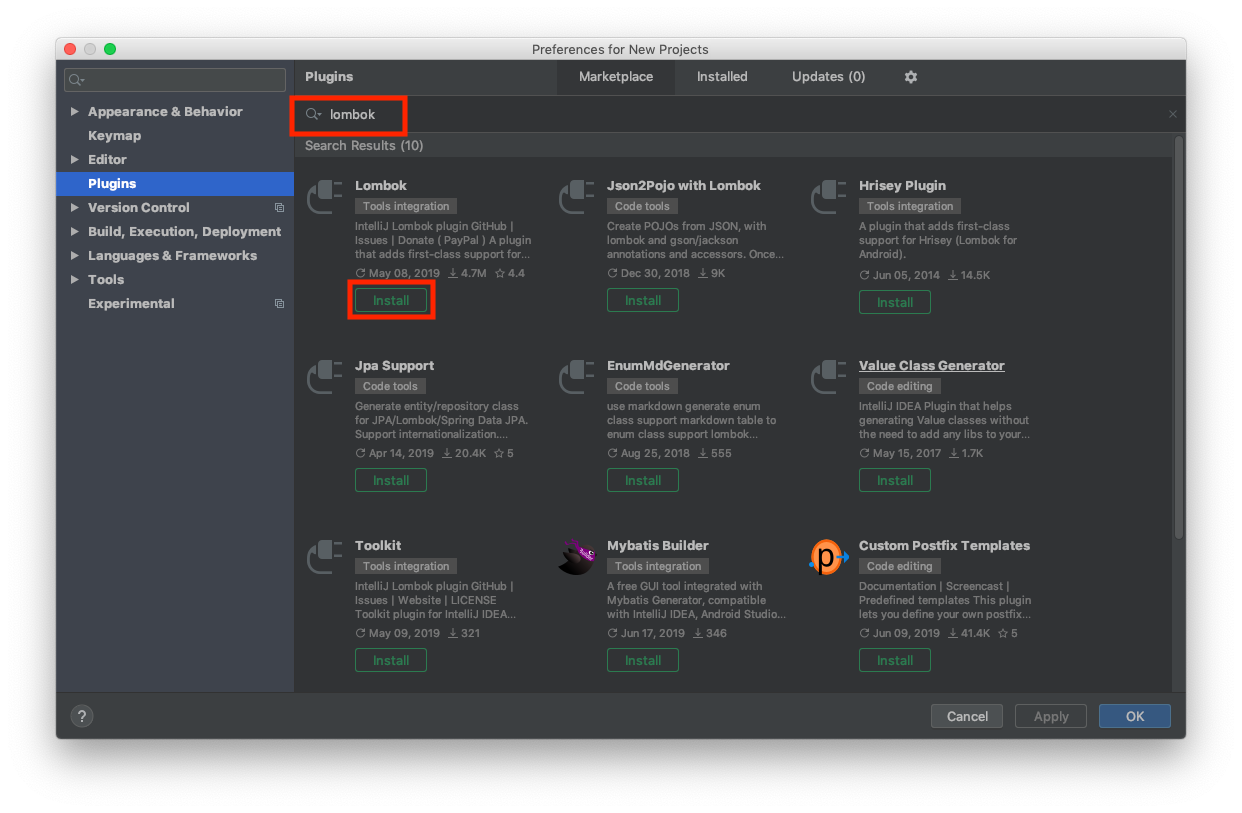 Preferences for New Projects
Plugins
Marketplace
Installed
Updates (0)
lombok
Search Results (10)
Appearance & Behavior
Keymap
Editor
Plugins
Version Control
Build, Execution, Deployment
Languages & Frameworks
Tools
Experimental
Lombok
Tools integration
IntelliJ Lombok plugin GitHub |
Issues | Donate ( PayPal ) A plugin
that adds first-class support for...
May 08, 2019 4.7M 4.4
Install
Json2Pojo with Lombok
Code tools
Create POJOs from JSON, with
lombok and gson/jackson
annotations and accessors. Once...
Dec 30, 2018 9K
Install
Hrisey Plugin
Tools integration
A plugin that adds first-class
support for Hrisey (Lombok for
Android).
Jun 05, 2014 14.5K
Install
Jpa Support
Code tools
Generate entity/repository class
for JPA/Lombok/Spring Data JPA.
Support internationalization....
Apr 14, 2019 20.4K 5
Install
EnumMdGenerator
Code tools
use markdown generate enum
class support markdown table to
enum class support lombok...
Aug 25, 2018 555
Install
Value Class Generator
Code editing
IntelliJ IDEA Plugin that helps
generating Value classes without
the need to add any libs to your...
May 15, 2017 1.7K
Install
Toolkit
Tools integration
IntelliJ Lombok plugin GitHub |
Issues | Website | LICENSE
Toolkit plugin for IntelliJ IDEA...
May 09, 2019 321
Install
Mybatis Builder
Tools integration
A free GUI tool integrated with
Mybatis Generator, compatible
with IntelliJ IDEA, Android Studio...
Jun 17, 2019 346
Install
p
Custom Postfix Templates
Code editing
Documentation | Screencast |
Predefined templates This plugin
lets you define your own postfix...
Jun 09, 2019 41.4K 5
Install
?
Cancel
Apply
OK